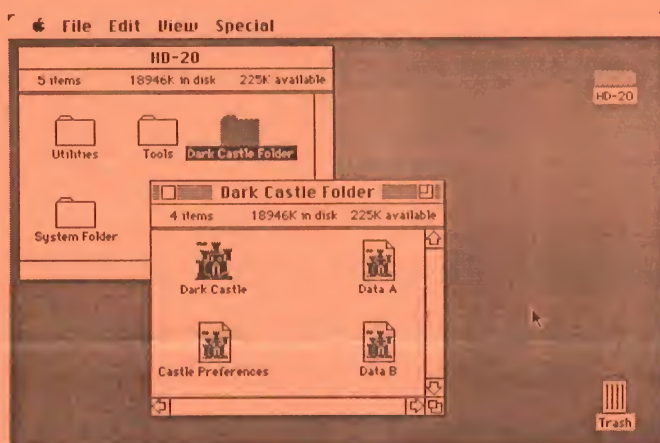 File Edit View Special
HD-20
5 items 18946K in disk 225K available
HD-20
Utilities Tools Dark Castle Folder
System Folder
Dark Castle Folder
4 items 18946K in disk 225K available
Dark Castle Data A
Castle Preferences Data B
Trash